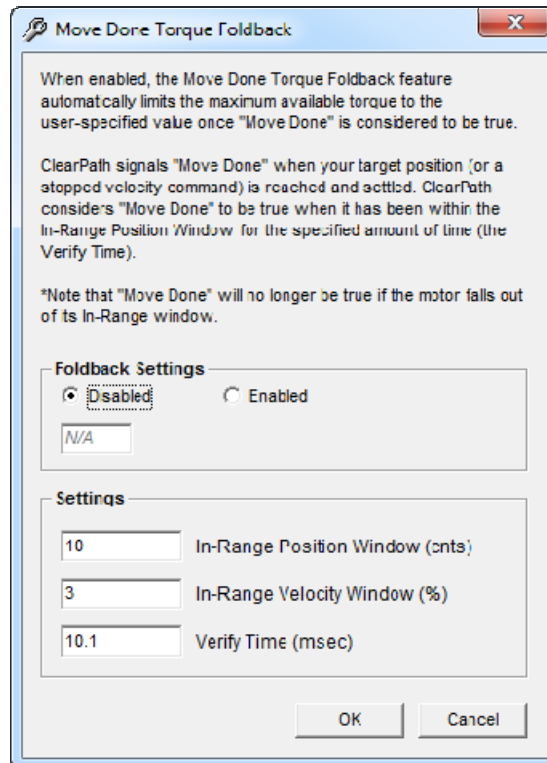 Move Done Torque Foldback
When enabled, the Move Done Torque Foldback feature
automatically limits the maximum available torque to the
user-specified value once "Move Done" is considered to be true.
ClearPath signals "Move Done" when your target position (or a
stopped velocity command) is reached and settled. ClearPath
considers "Move Done" to be true when it has been within the
In-Range Position Window for the specified amount of time (the
Verify Time).
*Note that "Move Done" will no longer be true if the motor falls out
of its In-Range window.
Foldback Settings
Disabled Enabled
N/A
Settings
10 In-Range Position Window (cnts)
3 In-Range Velocity Window (%)
10.1 Verify Time (msec)
OK Cancel